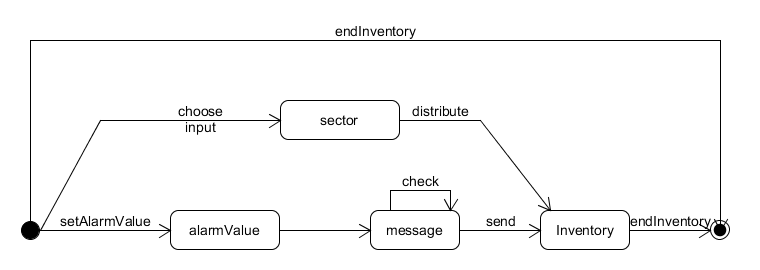 endInventory
choose
input
sector
distribute
check
setAlarmValue
alarmValue
message
send
Inventory
endInventory